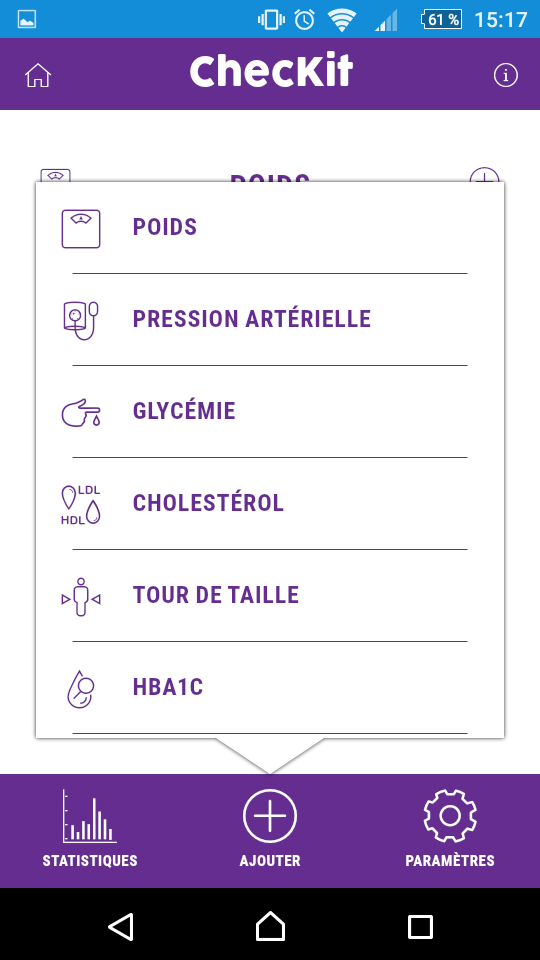 61 % 15:17
ChecKit
POIDS
POIDS
PRESSION ARTÉRIELLE
GLYCÉMIE
LDL
HDL
CHOLESTÉROL
TOUR DE TAILLE
HBA1C
STATISTIQUES
AJOUTER
PARAMÈTRES